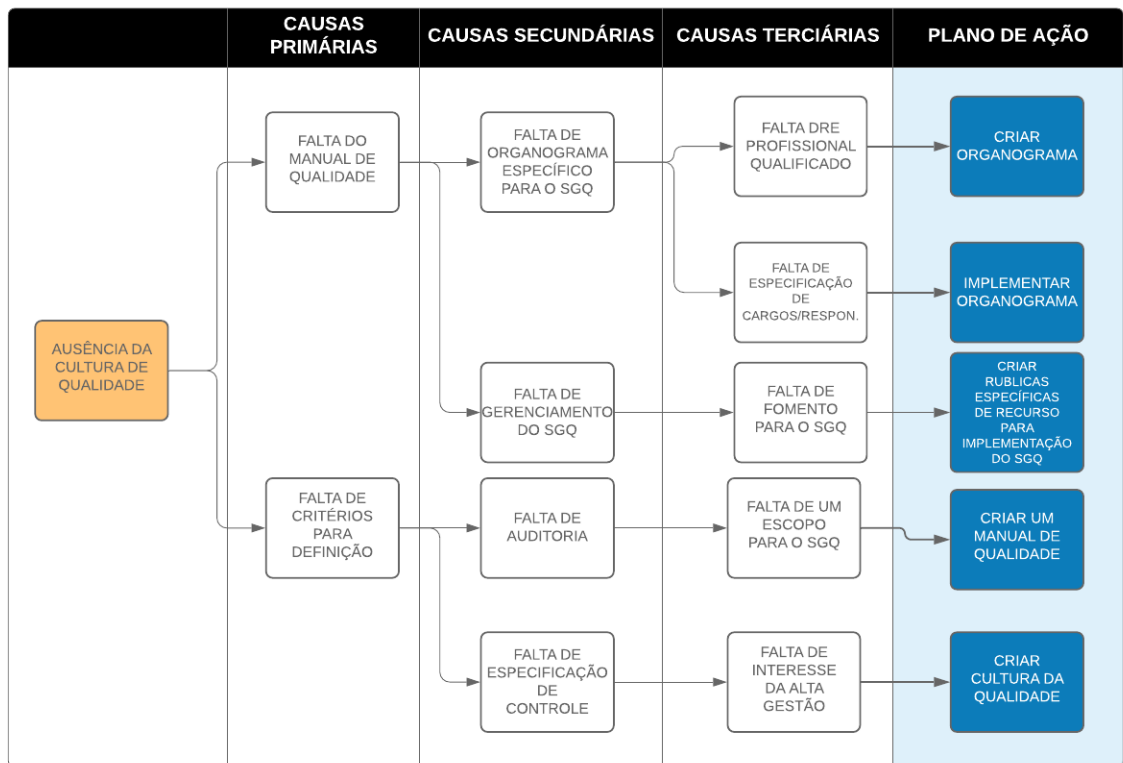 CAUSAS
PRIMÁRIAS
CAUSAS SECUNDÁRIAS
CAUSAS TERCIÁRIAS
PLANO DE AÇÃO
AUSÊNCIA DA
CULTURA DE
QUALIDADE
FALTA DO
MANUAL DE
QUALIDADE
FALTA DE
ORGANOGRAMA
ESPECÍFICO
PARA O SGQ
FALTA DRE
PROFISSIONAL
QUALIFICADO
CRIAR
ORGANOGRAMA
FALTA DE
ESPECIFICAÇÃO
DE
CARGOS/RESPON.
IMPLEMENTAR
ORGANOGRAMA
FALTA DE
GERENCIAMENTO
DO SGQ
FALTA DE
FOMENTO
PARA O SGQ
CRIAR
RUBLICAS
ESPECÍFICAS
DE RECURSO
PARA
IMPLEMENTAÇÃO
DO SGQ
FALTA DE
CRITÉRIOS
PARA
DEFINIÇÃO
FALTA DE
AUDITORIA
FALTA DE UM
ESCOPO
PARA O SGQ
CRIAR UM
MANUAL DE
QUALIDADE
FALTA DE
ESPECIFICAÇÃO
DE
CONTROLE
FALTA DE
INTERESSE
DA ALTA
GESTÃO
CRIAR
CULTURA DA
QUALIDADE